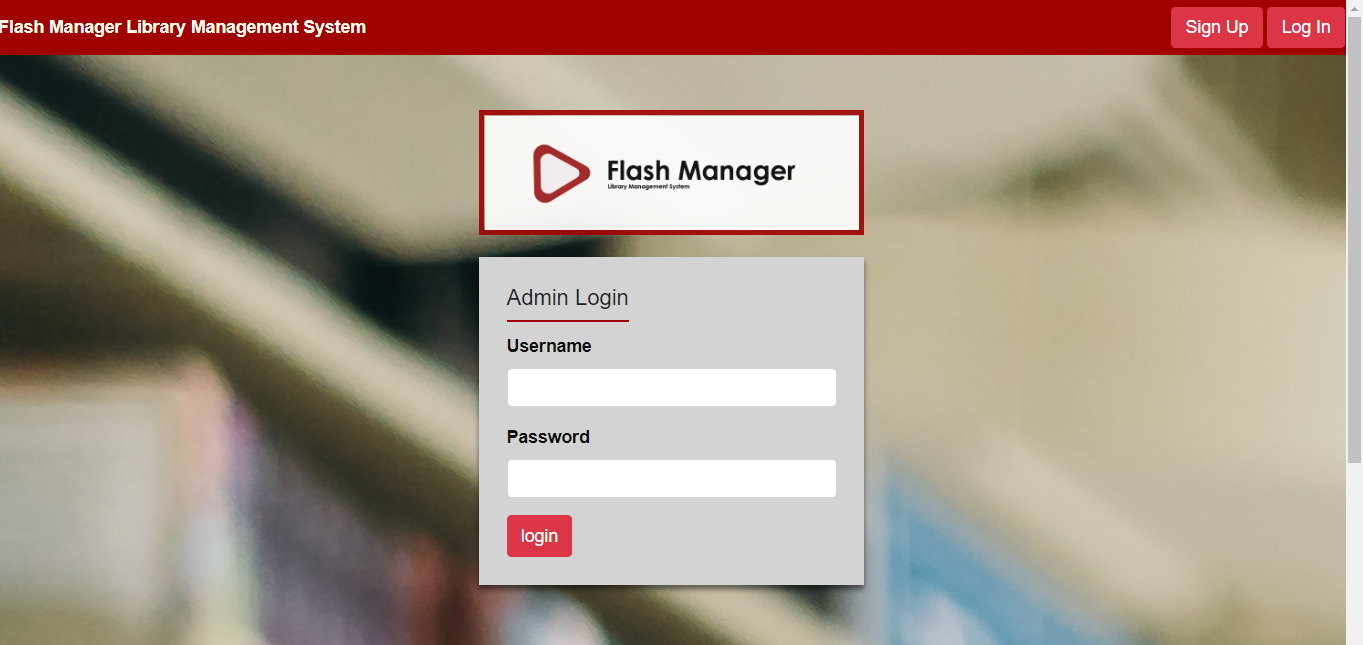 Flash Manager Library Management System
Sign Up
Log In
Flash Manager
Library Management System
Admin Login
Username
Password
login